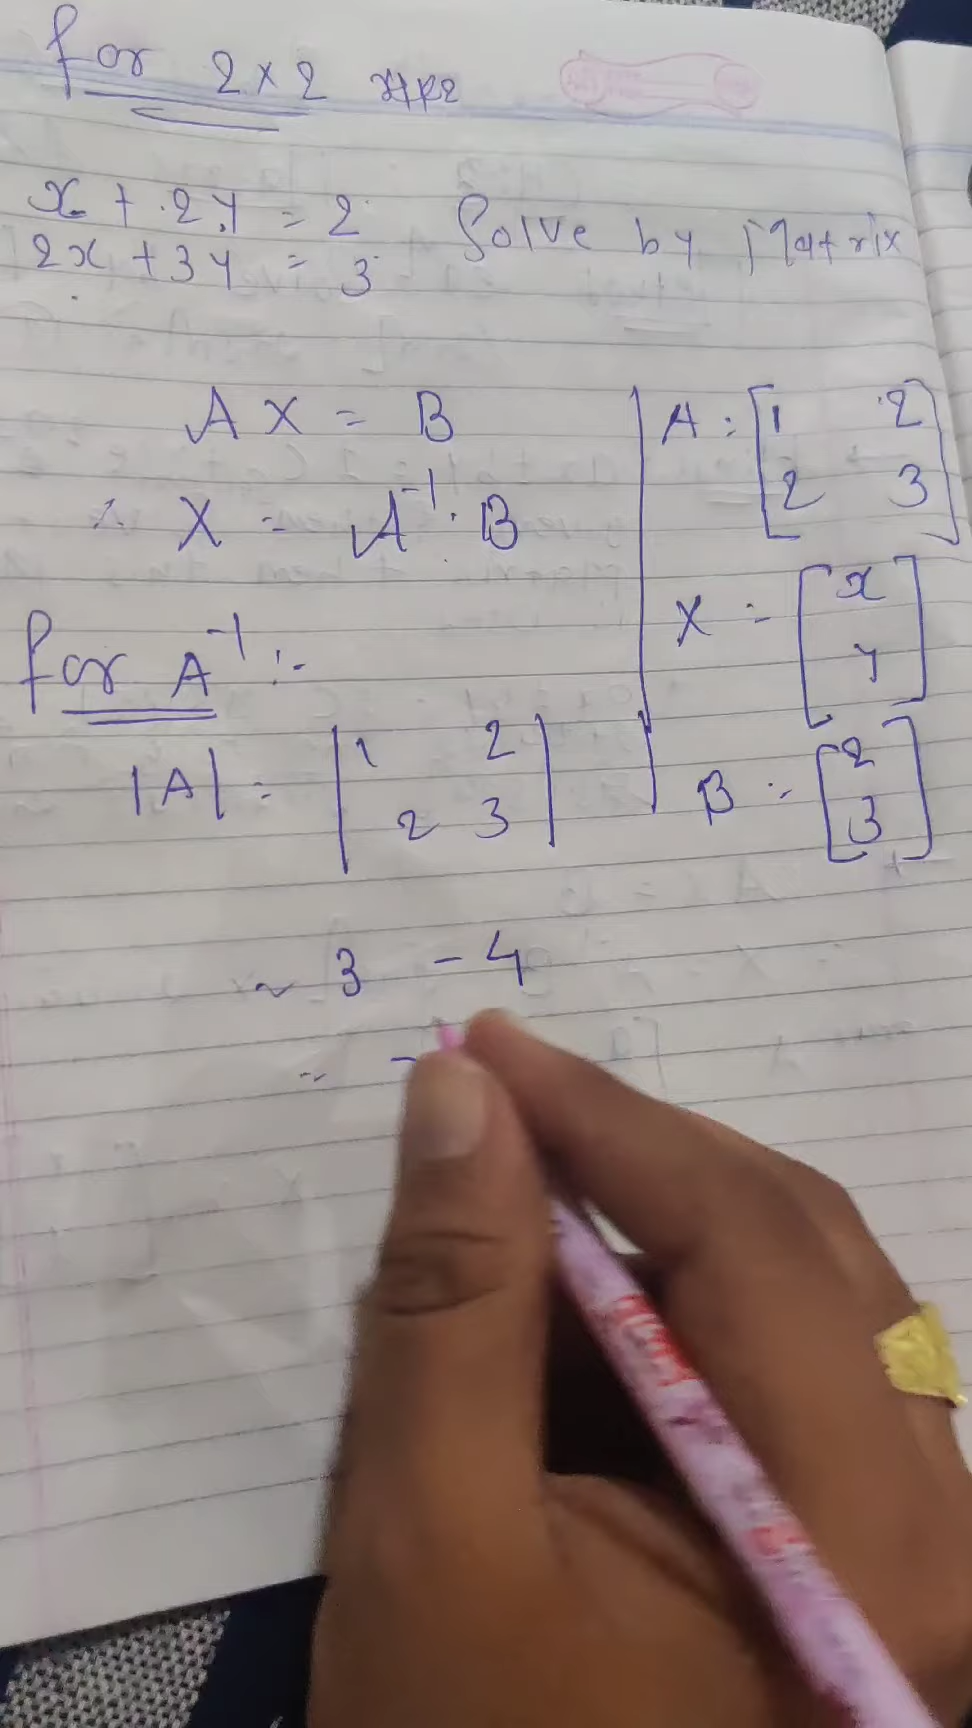 For 2×2
x + 2y = 2 Solve by Matrix
2x + 3y = 3
AX = B
∴ X = A⁻¹·B
A = [1 2
2 3]
X = [x
y]
B = [2
3]
For A⁻¹ :-
|A| = |1 2
2 3|
= 3 - 4
= -